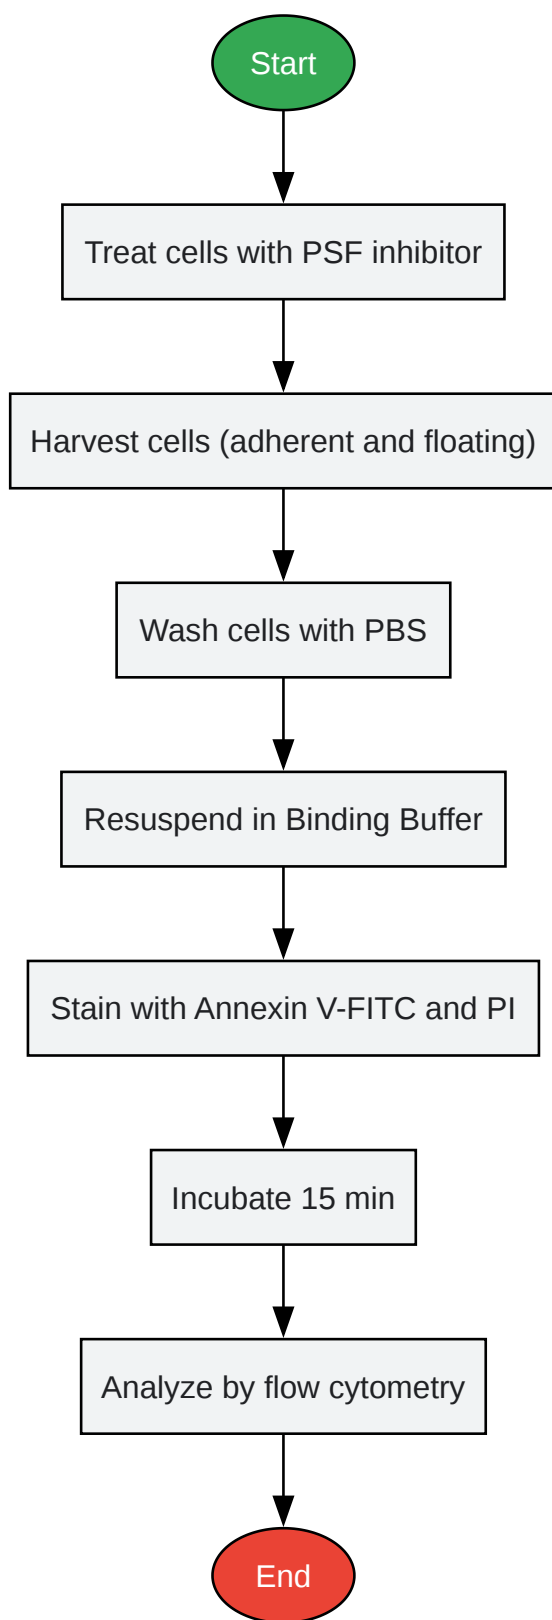 Start
Treat cells with PSF inhibitor
Harvest cells (adherent and floating)
Wash cells with PBS
Resuspend in Binding Buffer
Stain with Annexin V-FITC and PI
Incubate 15 min
Analyze by flow cytometry
End